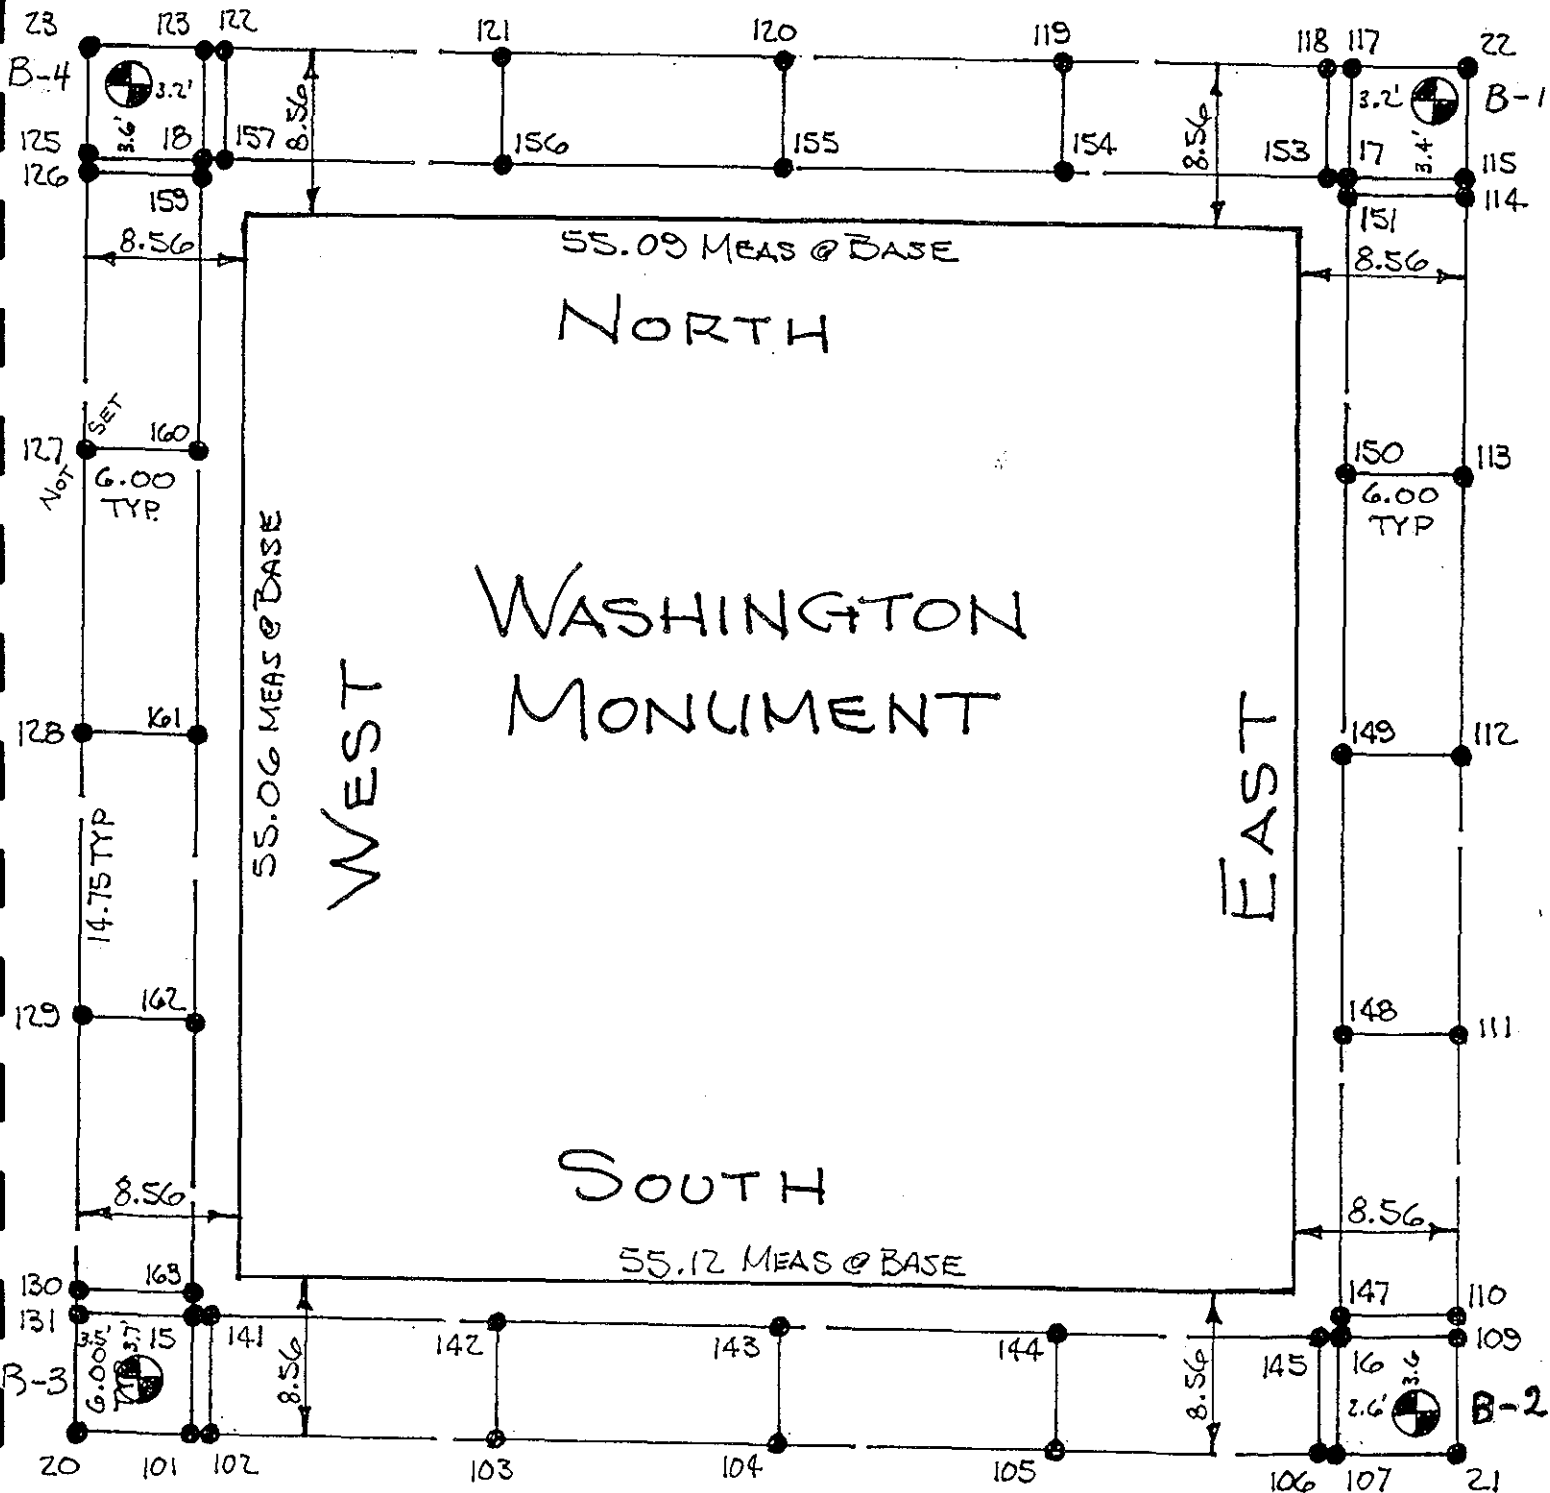 23 123 122 121 120 119 118 117 22
B-4 3.2' 8.56 8.56 3.2' B-1
125 3.6' 18 157 156 155 154 153 17 3.4' 115
126 159 151 114
8.56 55.09 MEAS @ BASE 8.56
NORTH
127 NOT SET 160 150 113
6.00 TYP. 6.00 TYP
55.06 MEAS @ BASE
WASHINGTON
MONUMENT
WEST EAST
128 161 149 112
14.75 TYP
129 162 148 111
SOUTH
8.56 8.56
55.12 MEAS @ BASE
130 163 147 110
131 3.5' 3.7' 15 141 142 143 144 145 16 3.6 109
B-3 6.005' TYP 8.56 8.56 2.6' B-2
20 101 102 103 104 105 106 107 21